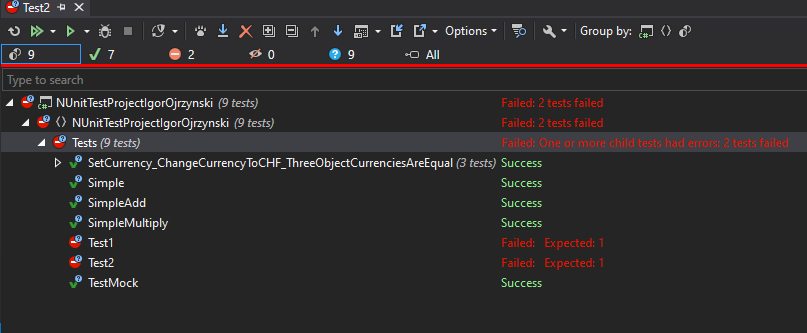 Test2
Options Group by:
9 7 2 0 9 All
Type to search
NUnitTestProjectIgorOjrzynski (9 tests) Failed: 2 tests failed
NUnitTestProjectIgorOjrzynski (9 tests) Failed: 2 tests failed
Tests (9 tests) Failed: One or more child tests had errors: 2 tests failed
SetCurrency_ChangeCurrencyToCHF_ThreeObjectCurrenciesAreEqual (3 tests) Success
Simple Success
SimpleAdd Success
SimpleMultiply Success
Test1 Failed: Expected: 1
Test2 Failed: Expected: 1
TestMock Success